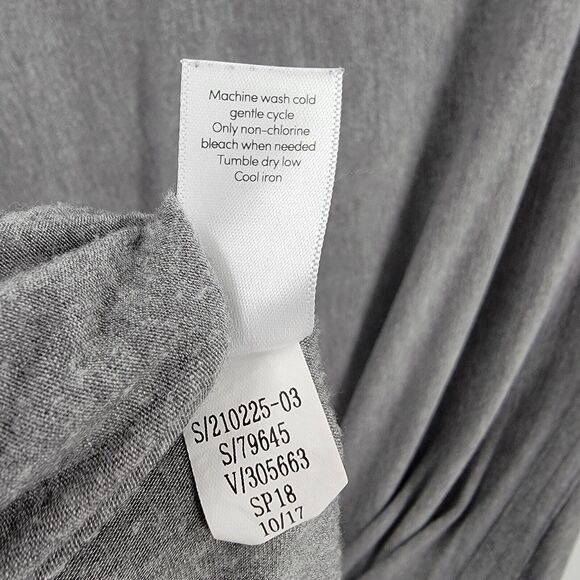 Machine wash cold
gentle cycle
Only non-chlorine
bleach when needed
Tumble dry low
Cool iron
S/210225-03
S/79645
V/305663
SP18
10/17